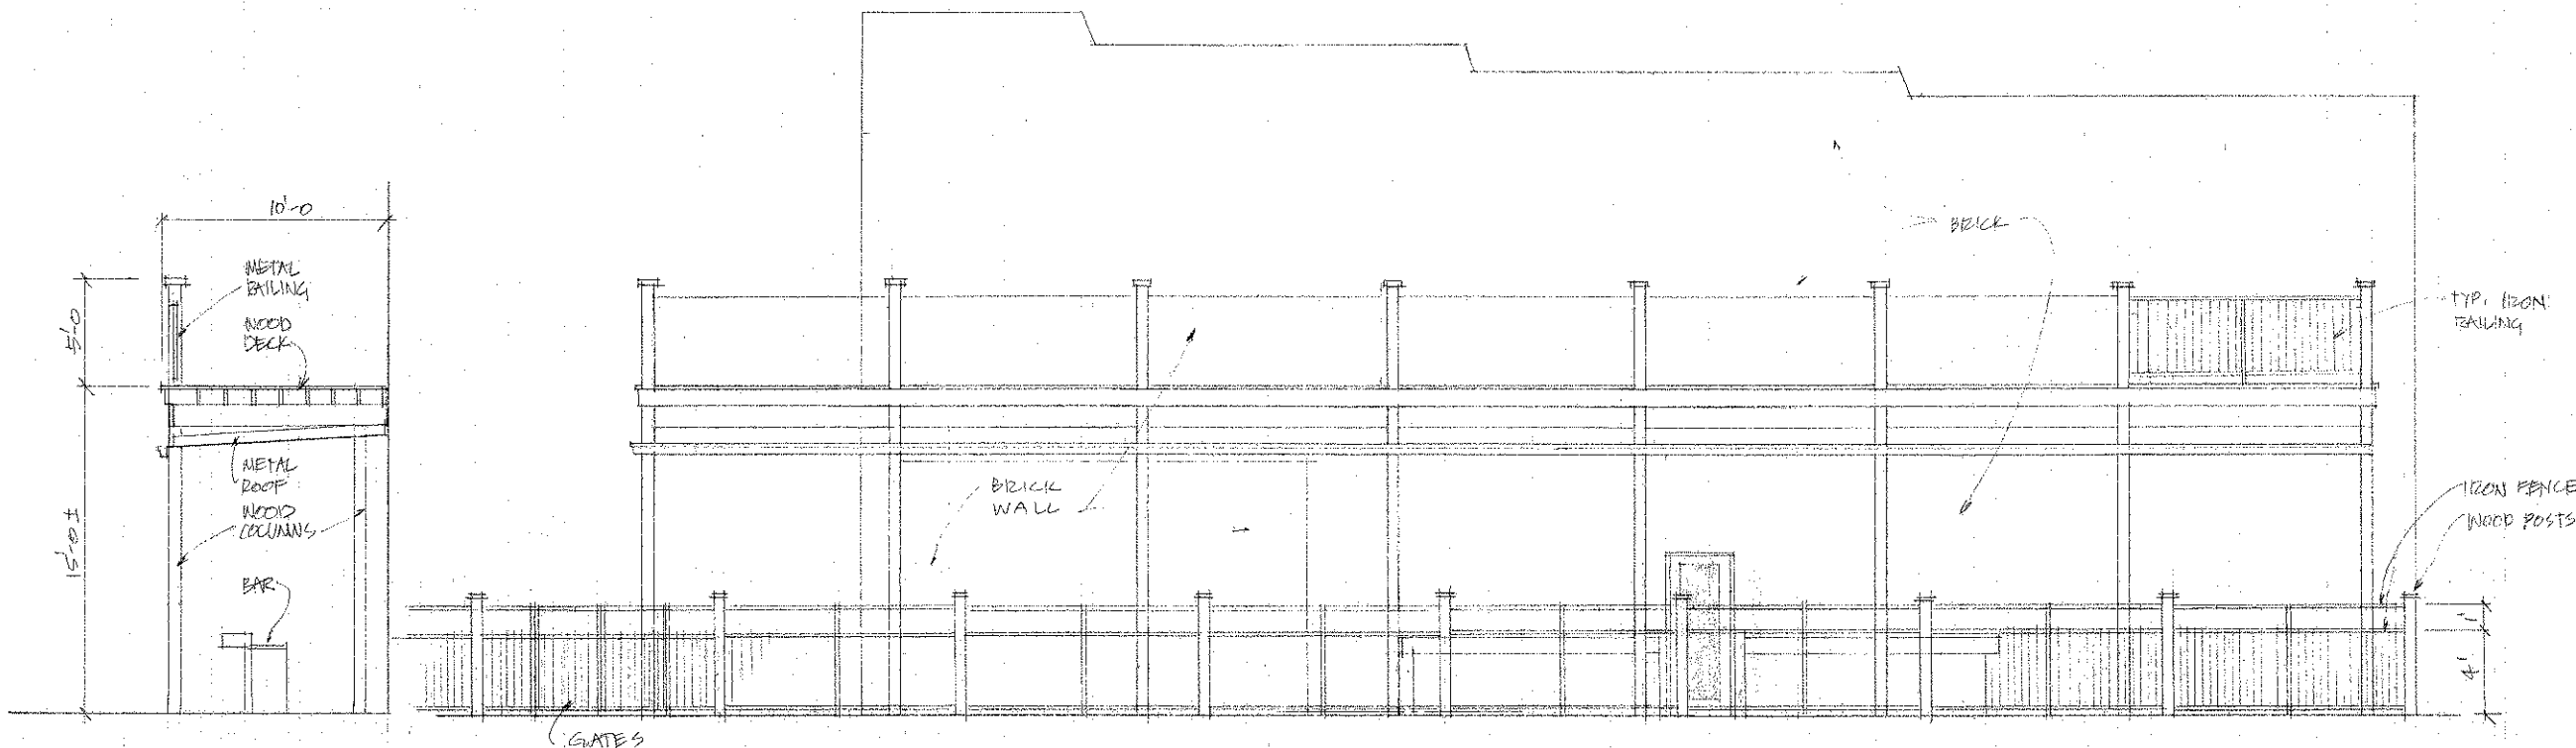 10'-0
METAL
RAILING
WOOD
DECK
5'-0
METAL
ROOF
WOOD
COLUMNS
15'-0±
BAR
GATES
BRICK
WALL
BRICK
TYP. IRON
RAILING
IRON FENCE
WOOD POSTS
1'
4'